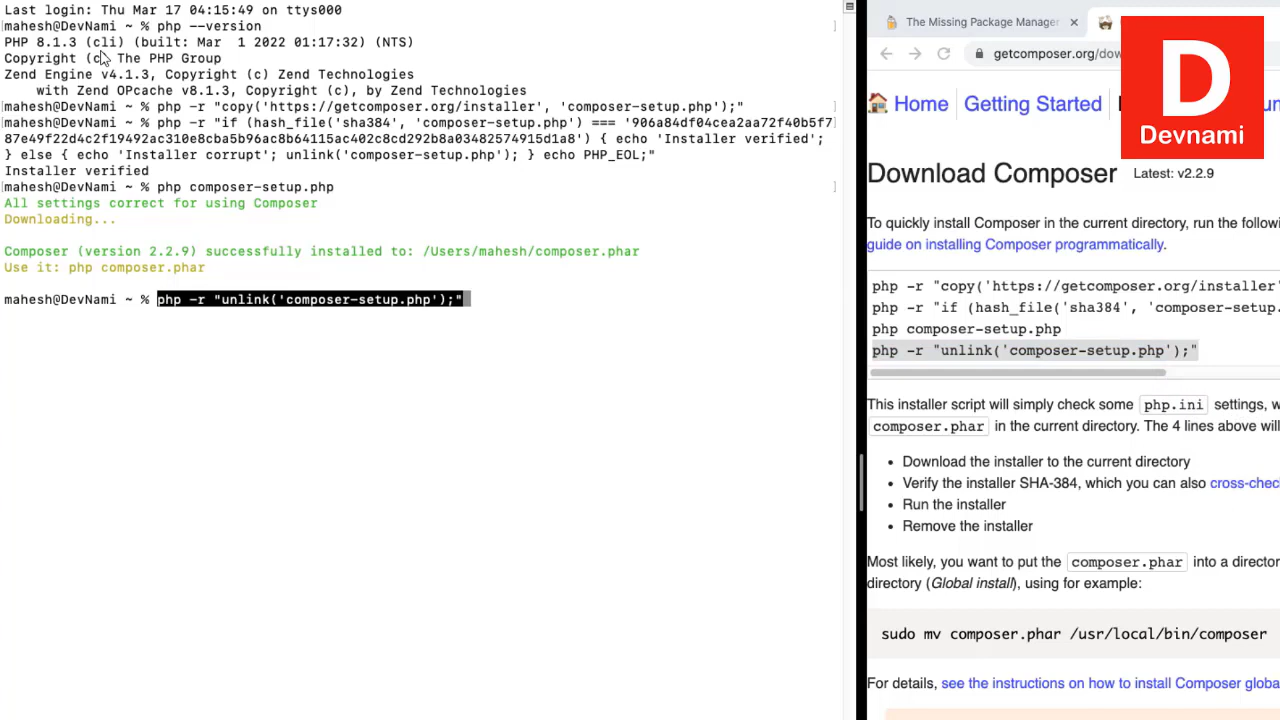 Last login: Thu Mar 17 04:15:49 on ttys000
mahesh@DevNami ~ % php --version
PHP 8.1.3 (cli) (built: Mar  1 2022 01:17:32) (NTS)
Copyright (c) The PHP Group
Zend Engine v4.1.3, Copyright (c) Zend Technologies
    with Zend OPcache v8.1.3, Copyright (c), by Zend Technologies
mahesh@DevNami ~ % php -r "copy('https://getcomposer.org/installer', 'composer-setup.php');"
mahesh@DevNami ~ % php -r "if (hash_file('sha384', 'composer-setup.php') === '906a84df04cea2aa72f40b5f7
87e49f22d4c2f19492ac310e8cba5b96ac8b64115ac402c8cd292b8a03482574915d1a8') { echo 'Installer verified';
} else { echo 'Installer corrupt'; unlink('composer-setup.php'); } echo PHP_EOL;"
Installer verified
mahesh@DevNami ~ % php composer-setup.php
All settings correct for using Composer
Downloading...
Composer (version 2.2.9) successfully installed to: /Users/mahesh/composer.phar
Use it: php composer.phar
mahesh@DevNami ~ % php -r "unlink('composer-setup.php');"
The Missing Package Manager
getcomposer.org/dow
Devnami
Home Getting Started
Download Composer Latest: v2.2.9
To quickly install Composer in the current directory, run the following
guide on installing Composer programmatically.
php -r "copy('https://getcomposer.org/installer'
php -r "if (hash_file('sha384', 'composer-setup.
php composer-setup.php
php -r "unlink('composer-setup.php');"
This installer script will simply check some php.ini settings,
composer.phar in the current directory. The 4 lines above will
• Download the installer to the current directory
• Verify the installer SHA-384, which you can also cross-check
• Run the installer
• Remove the installer
Most likely, you want to put the composer.phar into a
directory (Global install), using for example:
sudo mv composer.phar /usr/local/bin/composer
For details, see the instructions on how to install Composer